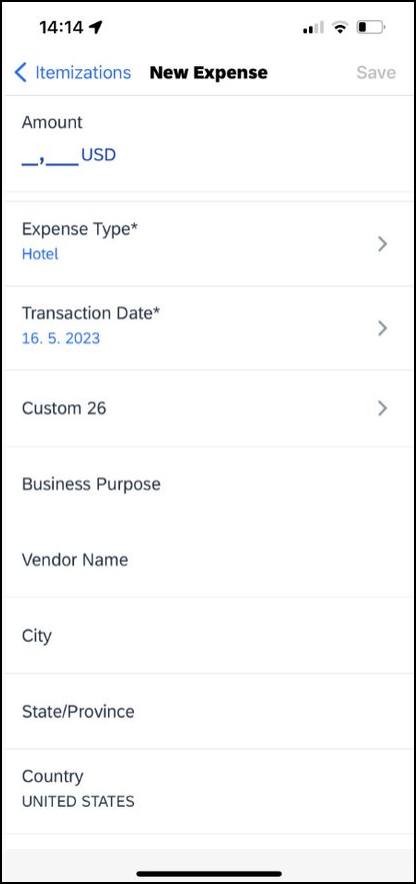 14:14
Itemizations New Expense Save
Amount
_,__ USD
Expense Type*
Hotel
Transaction Date*
16. 5. 2023
Custom 26
Business Purpose
Vendor Name
City
State/Province
Country
UNITED STATES